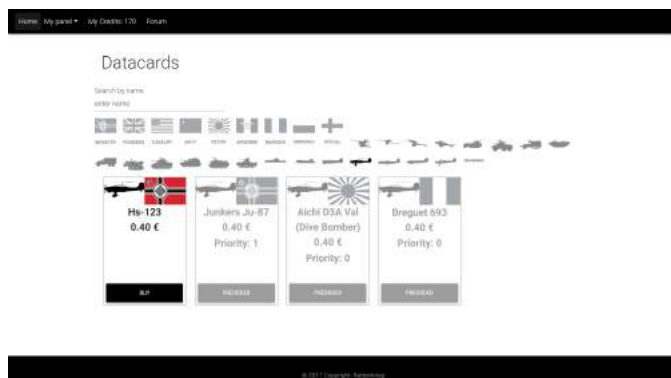 Home My panel My Credits: 170 Forum
Datacards
Search by name
enter name
Hs-123
0.40 €
BUY
Junkers Ju-87
0.40 €
Priority: 1
PREORDER
Aichi D3A Val
(Dive Bomber)
0.40 €
Priority: 0
PREORDER
Breguet 693
0.40 €
Priority: 0
PREORDER